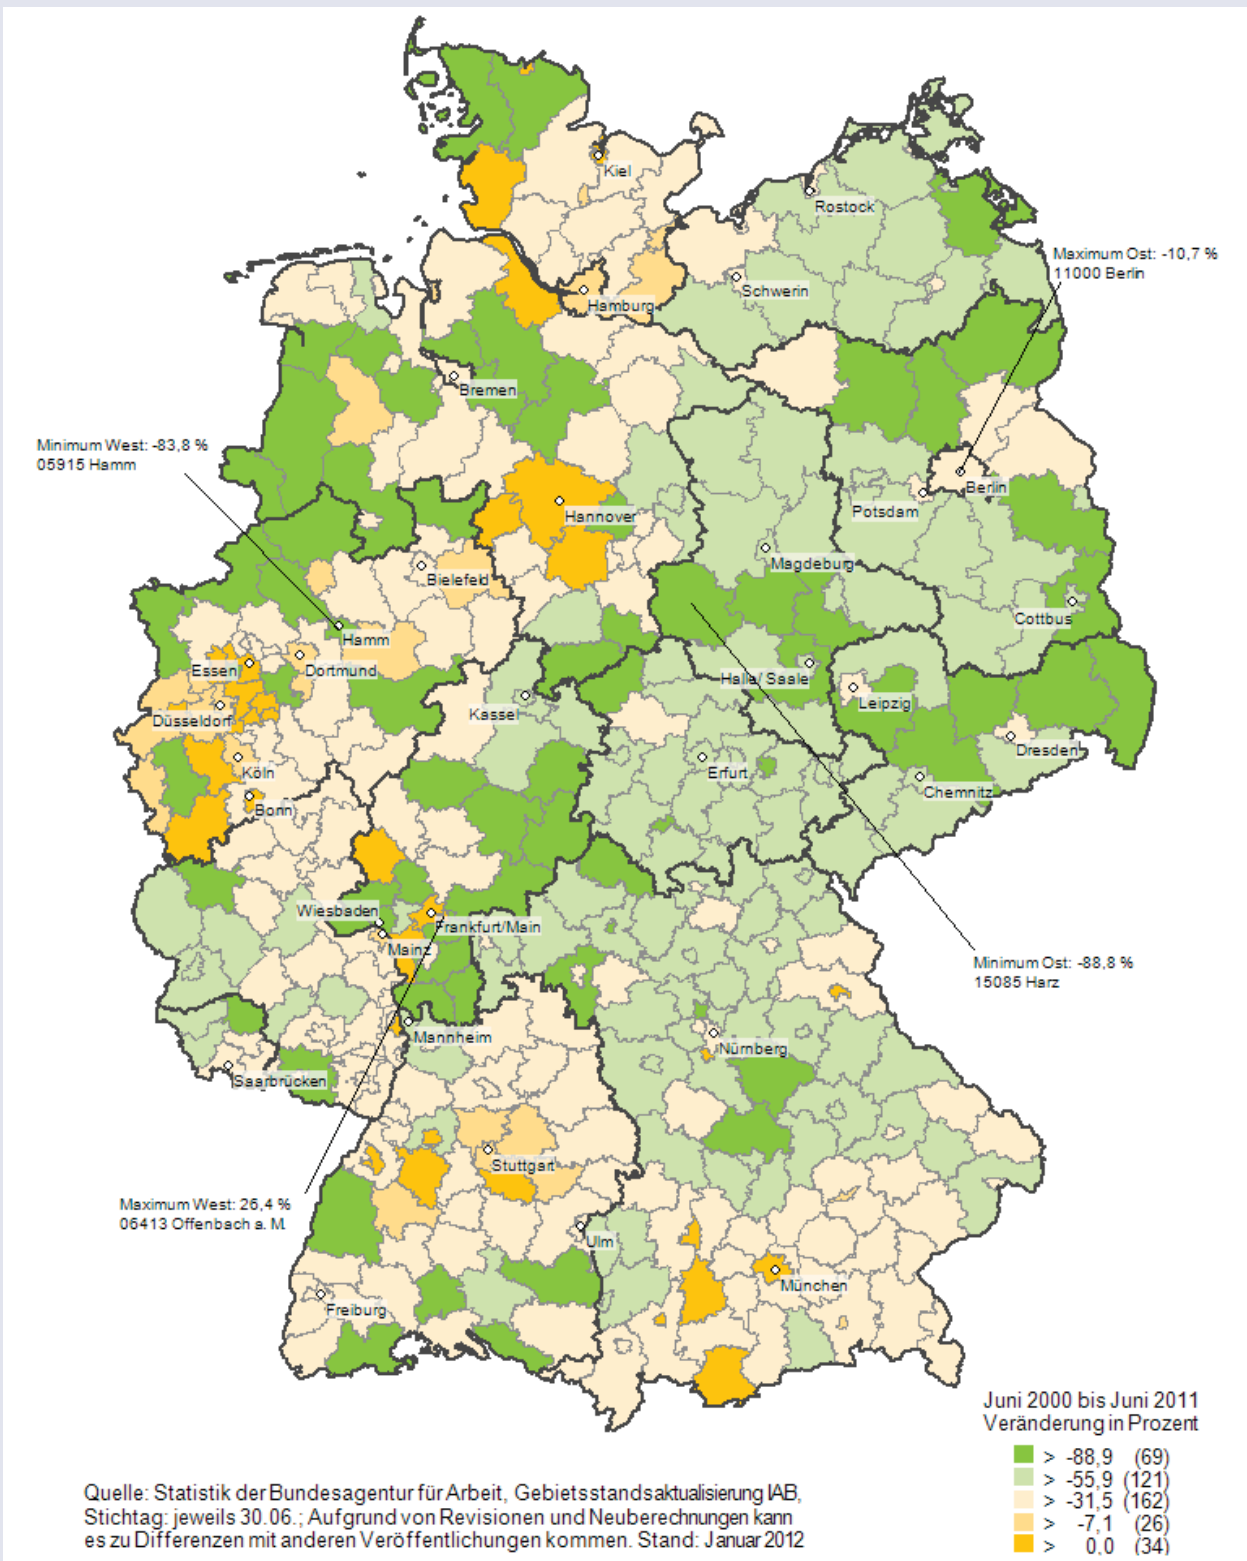 Kiel
Rostock
Maximum Ost: -10,7 %
11000 Berlin
Schwerin
Hamburg
Bremen
Minimum West: -83,8 %
05915 Hamm
Berlin
Potsdam
Hannover
Magdeburg
Bielefeld
Cottbus
Hamm
Essen
Dortmund
Halle/ Saale
Leipzig
Düsseldorf
Kassel
Dresden
Köln
Erfurt
Chemnitz
Bonn
Wiesbaden
Frankfurt/Main
Mainz
Minimum Ost: -88,8 %
15085 Harz
Mannheim
Nürnberg
Saarbrücken
Stuttgart
Maximum West: 26,4 %
06413 Offenbach a. M.
Ulm
München
Freiburg
Juni 2000 bis Juni 2011
Veränderung in Prozent
> -88,9 (69)
> -55,9 (121)
> -31,5 (162)
> -7,1 (26)
> 0,0 (34)
Quelle: Statistik der Bundesagentur für Arbeit, Gebietsstandsaktualisierung IAB,
Stichtag: jeweils 30.06.; Aufgrund von Revisionen und Neuberechnungen kann
es zu Differenzen mit anderen Veröffentlichungen kommen. Stand: Januar 2012